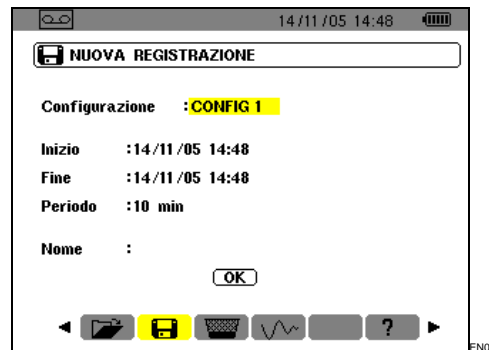 14/11/05 14:48
NUOVA REGISTRAZIONE
Configurazione :CONFIG 1
Inizio :14/11/05 14:48
Fine :14/11/05 14:48
Periodo :10 min
Nome :
OK
?